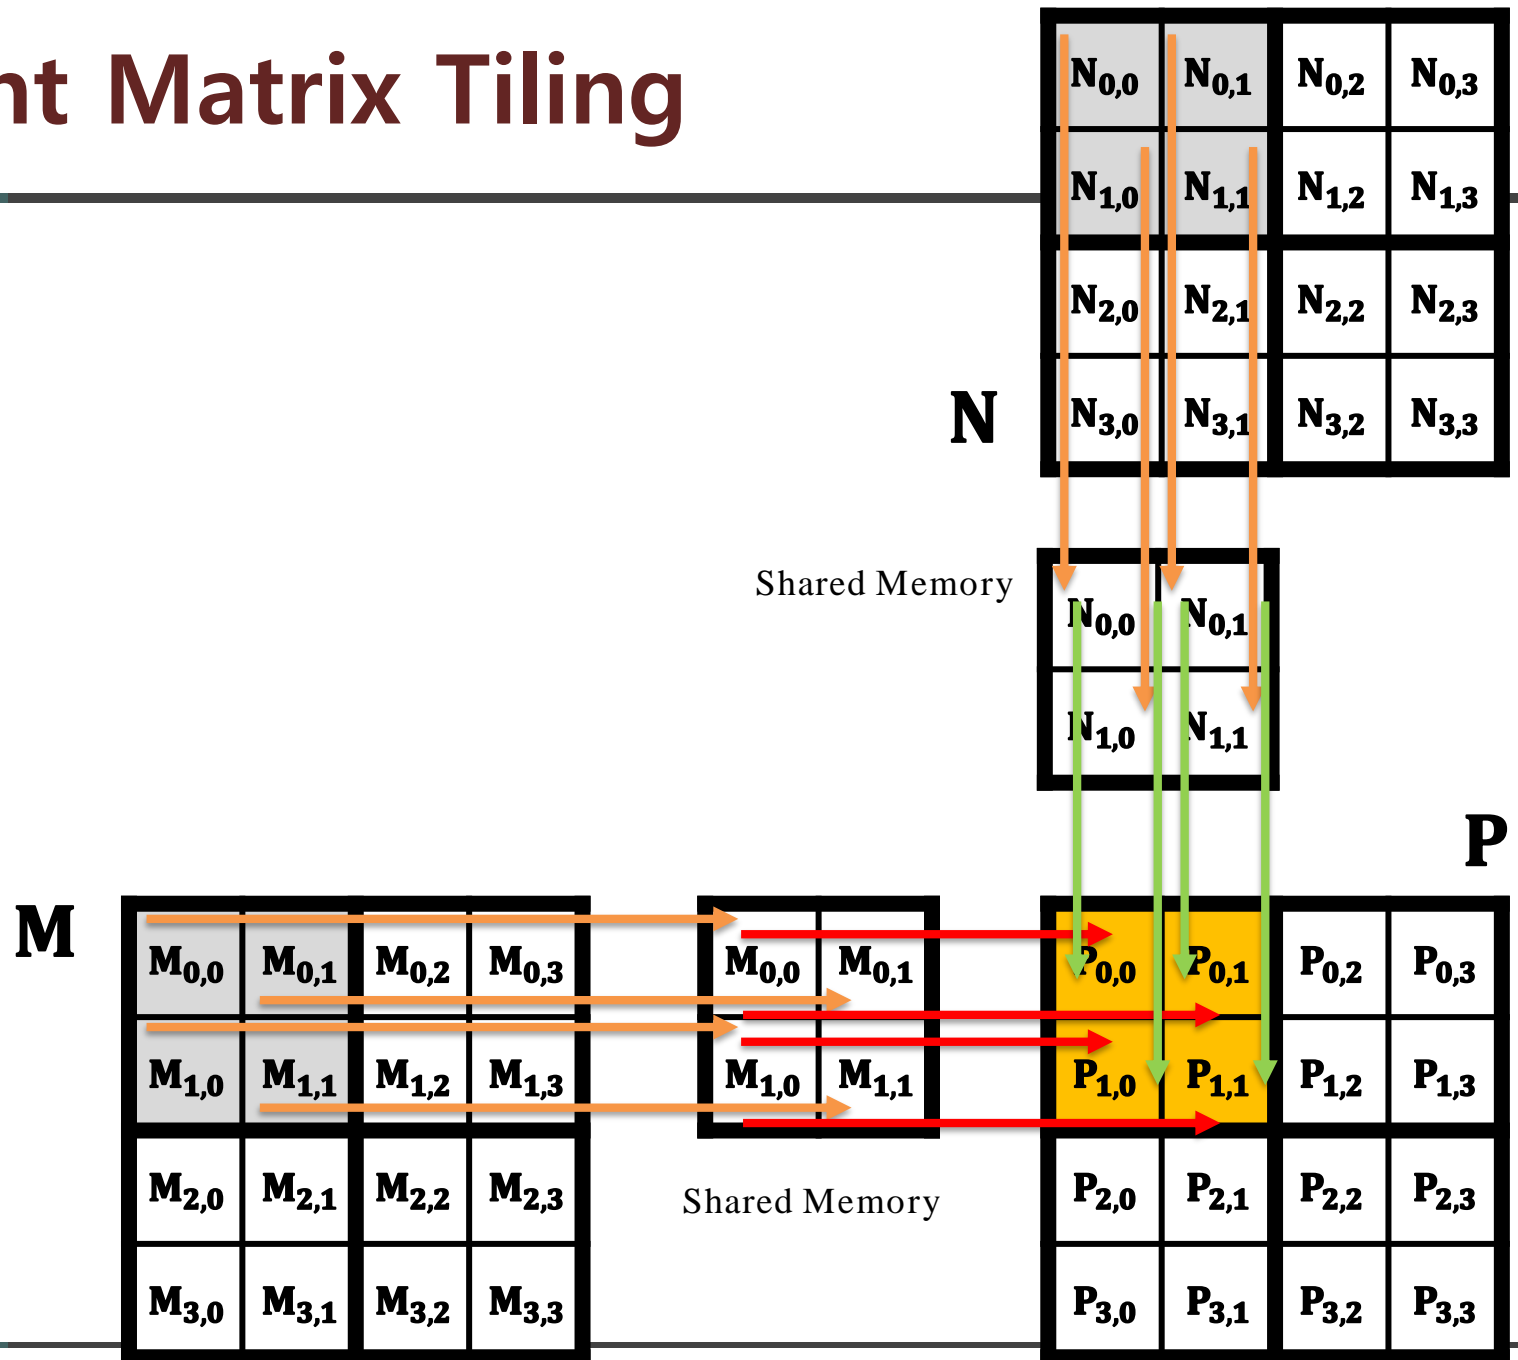 nt Matrix Tiling
N0,0 N0,1 N0,2 N0,3
N1,0 N1,1 N1,2 N1,3
N2,0 N2,1 N2,2 N2,3
N
N3,0 N3,1 N3,2 N3,3
Shared Memory
N0,0 N0,1
N1,0 N1,1
P
M
M0,0 M0,1 M0,2 M0,3
M1,0 M1,1 M1,2 M1,3
M2,0 M2,1 M2,2 M2,3
M3,0 M3,1 M3,2 M3,3
M0,0 M0,1
M1,0 M1,1
Shared Memory
P0,0 P0,1 P0,2 P0,3
P1,0 P1,1 P1,2 P1,3
P2,0 P2,1 P2,2 P2,3
P3,0 P3,1 P3,2 P3,3